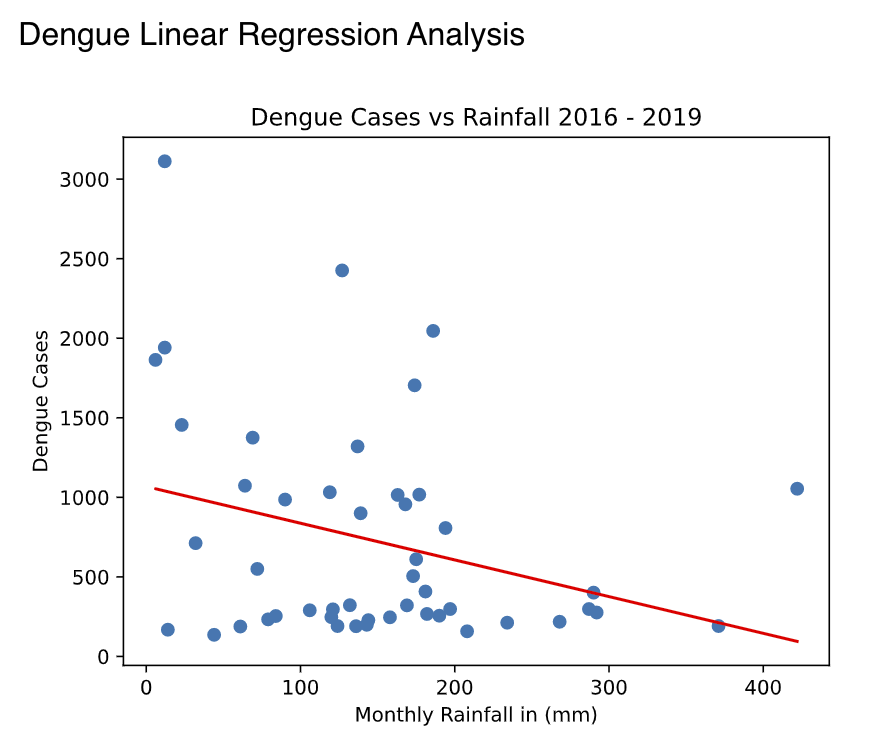 Dengue Linear Regression Analysis
Dengue Cases vs Rainfall 2016 - 2019
3000
2500
2000
1500
1000
500
0
Dengue Cases
0 100 200 300 400
Monthly Rainfall in (mm)